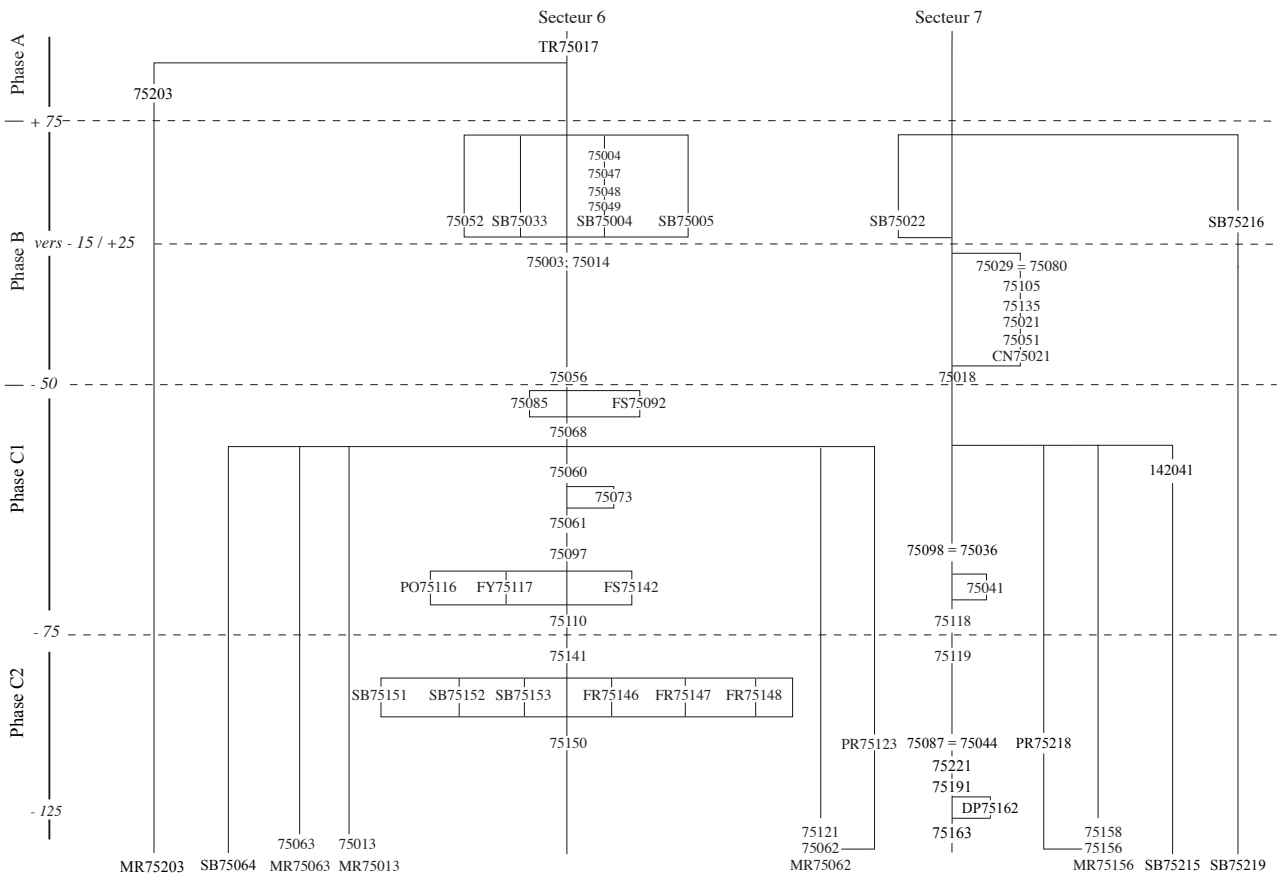 Secteur 6
Secteur 7
Phase A
TR75017
75203
+ 75
Phase B
75004
75047
75048
75049
75052
SB75033
SB75004
SB75005
SB75022
SB75216
vers - 15 / +25
75003; 75014
75029 = 75080
75105
75135
75021
75051
CN75021
75056
75018
- 50
Phase C1
75085
FS75092
75068
75060
142041
75073
75061
75097
75098 = 75036
PO75116
FY75117
FS75142
75041
75110
75118
- 75
Phase C2
75141
75119
SB75151
SB75152
SB75153
FR75146
FR75147
FR75148
75150
PR75123
75087 = 75044
PR75218
75221
75191
DP75162
- 125
75121
75163
75158
75063
75013
75062
75156
MR75203
SB75064
MR75063
MR75013
MR75062
MR75156
SB75215
SB75219